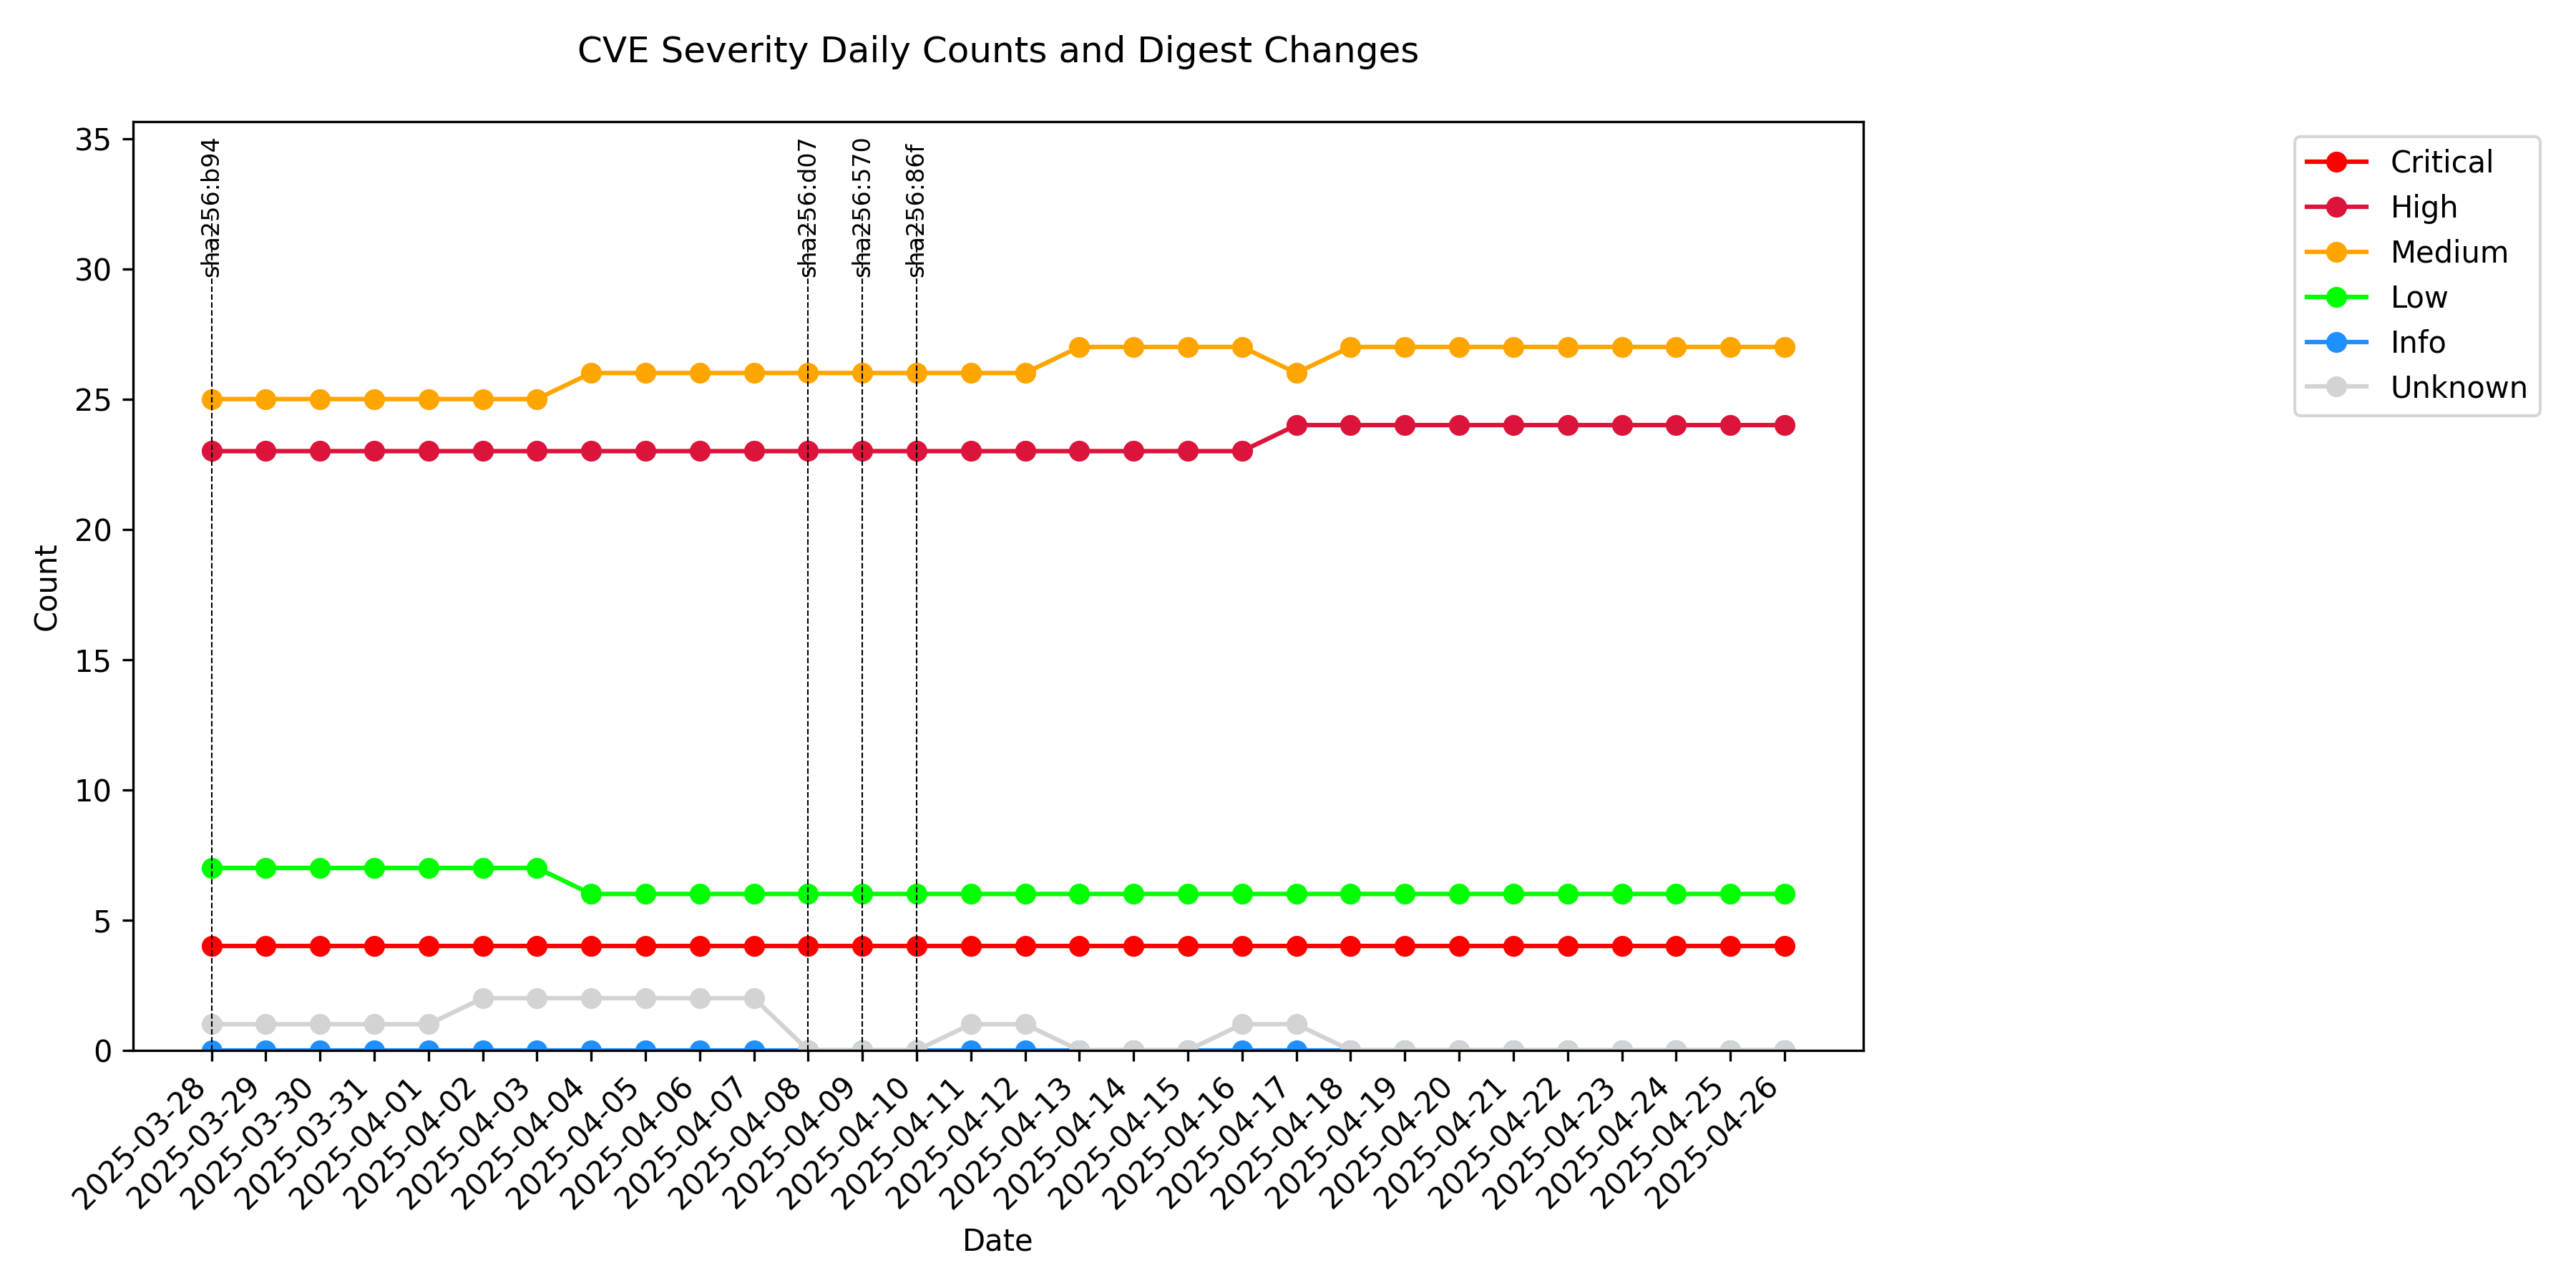 CVE Severity Daily Counts and Digest Changes
35
30
25
20
15
10
5
0
Count
sha256:b94
sha256:d07
sha256:570
sha256:86f
Critical
High
Medium
Low
Info
Unknown
2025-03-28
2025-03-29
2025-03-30
2025-03-31
2025-04-01
2025-04-02
2025-04-03
2025-04-04
2025-04-05
2025-04-06
2025-04-07
2025-04-08
2025-04-09
2025-04-10
2025-04-11
2025-04-12
2025-04-13
2025-04-14
2025-04-15
2025-04-16
2025-04-17
2025-04-18
2025-04-19
2025-04-20
2025-04-21
2025-04-22
2025-04-23
2025-04-24
2025-04-25
2025-04-26
Date